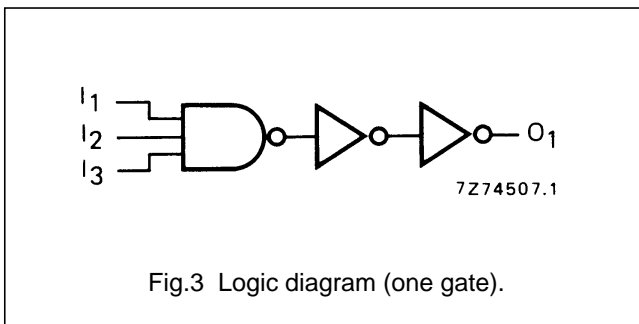 I1
I2
I3
O1
7Z74507.1
Fig.3 Logic diagram (one gate).